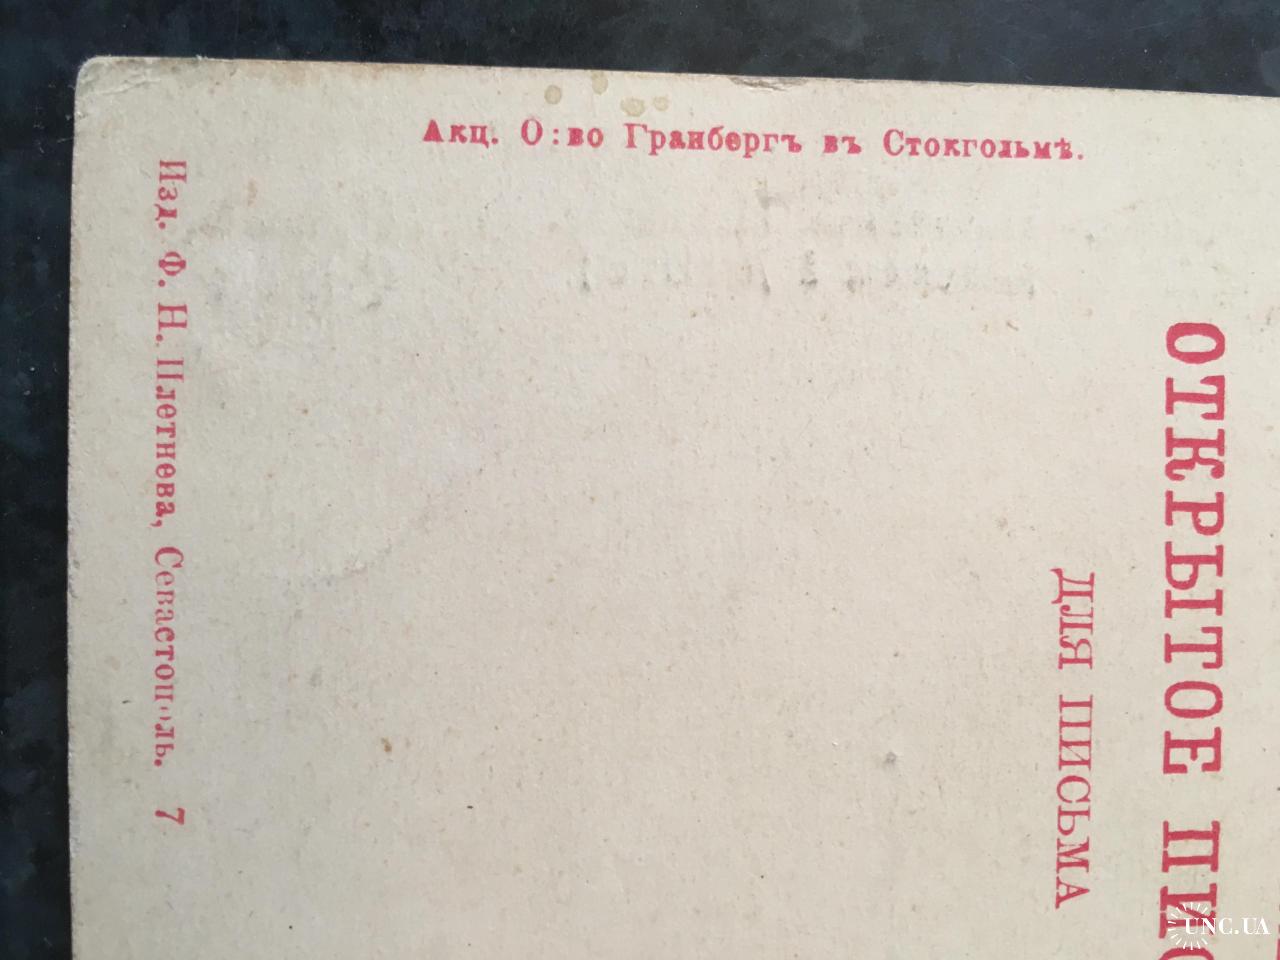 Акц. О:во Гранбергъ въ Стокгольмѣ.
Изд. Ф. Н. Плетнева, Севастополь. 7
ОТКРЫТОЕ
ДЛЯ ПИСЬМА
UNC.UA